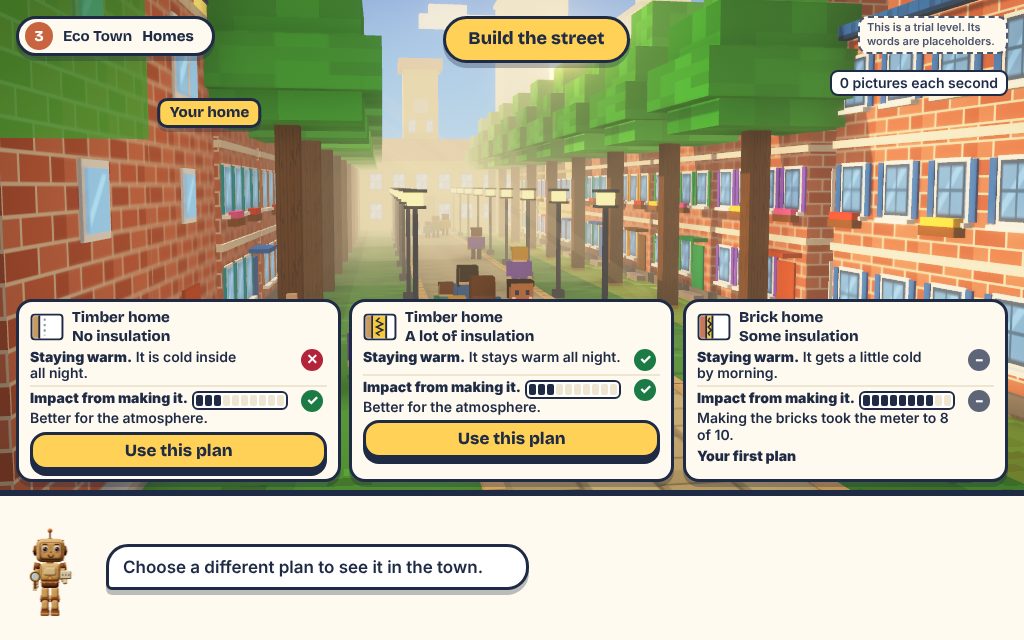 3 Eco Town Homes
Build the street
This is a trial level. Its
words are placeholders.
0 pictures each second
Your home
Timber home
No insulation
Staying warm. It is cold inside
all night.
Impact from making it.
Better for the atmosphere.
Use this plan
Timber home
A lot of insulation
Staying warm. It stays warm all night.
Impact from making it.
Better for the atmosphere.
Use this plan
Brick home
Some insulation
Staying warm. It gets a little cold
by morning.
Impact from making it.
Making the bricks took the meter to 8
of 10.
Your first plan
Choose a different plan to see it in the town.